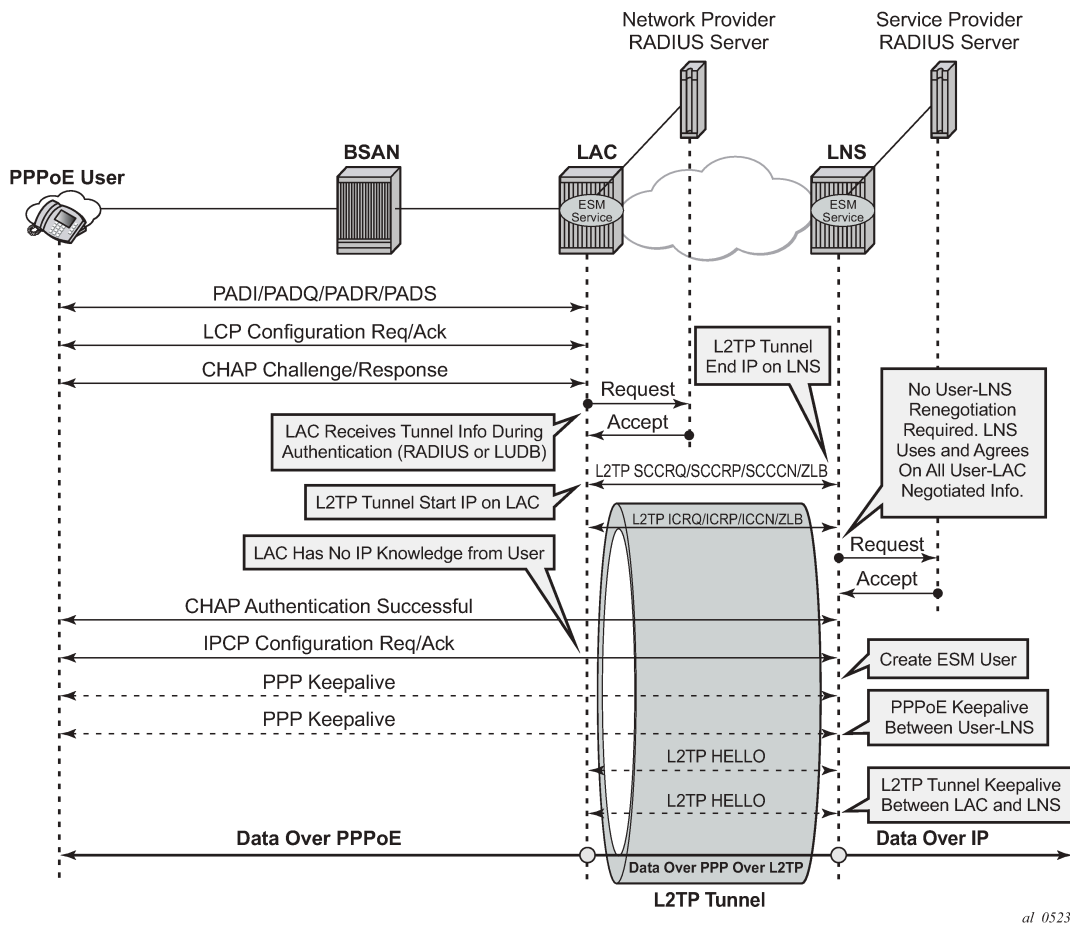 Network Provider
RADIUS Server
Service Provider
RADIUS Server
BSAN
LAC
LNS
PPPoE User
ESM
Service
ESM
Service
PADI/PADQ/PADR/PADS
LCP Configuration Req/Ack
L2TP Tunnel
End IP on LNS
CHAP Challenge/Response
Request
No User-LNS
Renegotiation
Required. LNS
Uses and Agrees
On All User-LAC
Negotiated Info.
Accept
LAC Receives Tunnel Info During
Authentication (RADIUS or LUDB)
L2TP SCCRQ/SCCRP/SCCCN/ZLB
L2TP Tunnel Start IP on LAC
L2TP ICRQ/ICRP/ICCN/ZLB
LAC Has No IP Knowledge from User
Request
Accept
CHAP Authentication Successful
IPCP Configuration Req/Ack
Create ESM User
PPP Keepalive
PPP Keepalive
PPPoE Keepalive
Between User-LNS
L2TP HELLO
L2TP HELLO
L2TP Tunnel Keepalive
Between LAC and LNS
Data Over PPPoE
Data Over IP
Data Over PPP Over L2TP
L2TP Tunnel
al_0523